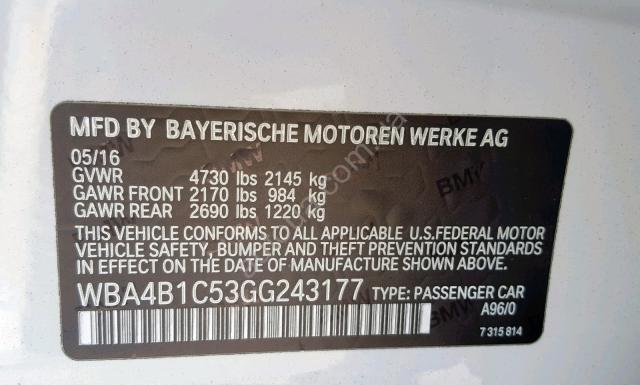 MFD BY BAYERISCHE MOTOREN WERKE AG
05/16
GVWR 4730 lbs 2145 kg
GAWR FRONT 2170 lbs 984 kg
GAWR REAR 2690 lbs 1220 kg
THIS VEHICLE CONFORMS TO ALL APPLICABLE U.S.FEDERAL MOTOR
VEHICLE SAFETY, BUMPER AND THEFT PREVENTION STANDARDS
IN EFFECT ON THE DATE OF MANUFACTURE SHOWN ABOVE.
WBA4B1C53GG243177 TYPE: PASSENGER CAR
A96/0
7 315 814
BMW
BMW